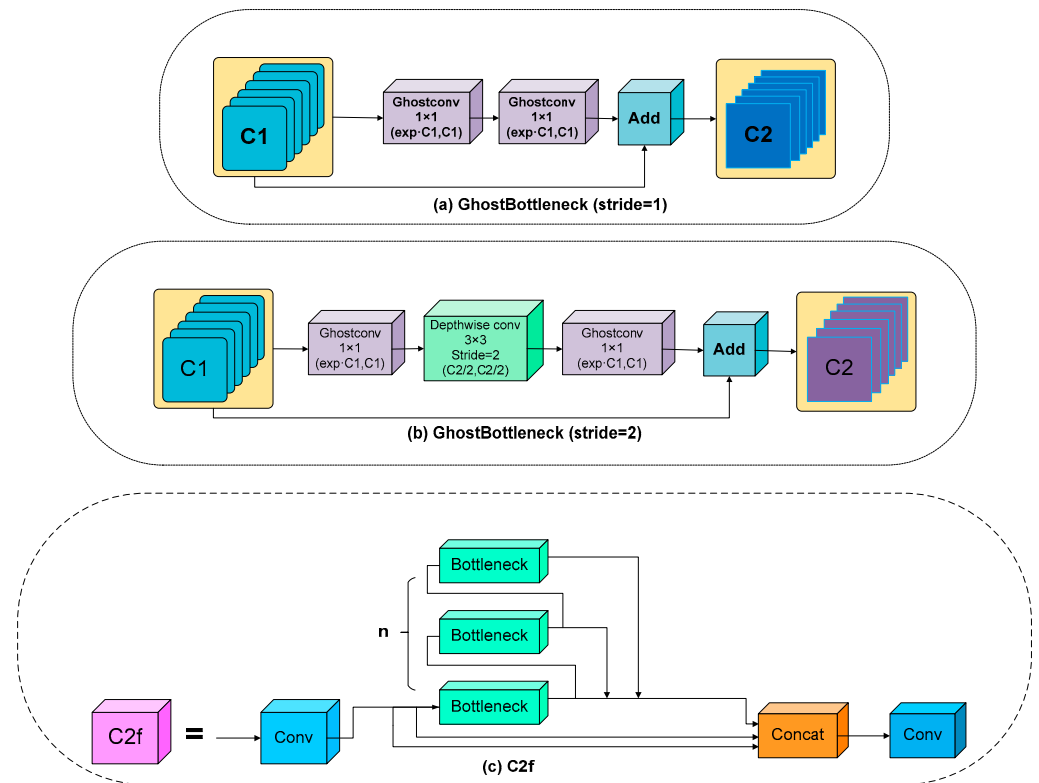 C1
Ghostconv
1×1
(exp·C1,C1)
Ghostconv
1×1
(exp·C1,C1)
Add
C2
(a) GhostBottleneck (stride=1)
C1
Ghostconv
1×1
(exp·C1,C1)
Depthwise conv
3×3
Stride=2
(C2/2,C2/2)
Ghostconv
1×1
(exp·C1,C1)
Add
C2
(b) GhostBottleneck (stride=2)
Bottleneck
n
Bottleneck
Bottleneck
C2f
=
Conv
Concat
Conv
(c) C2f